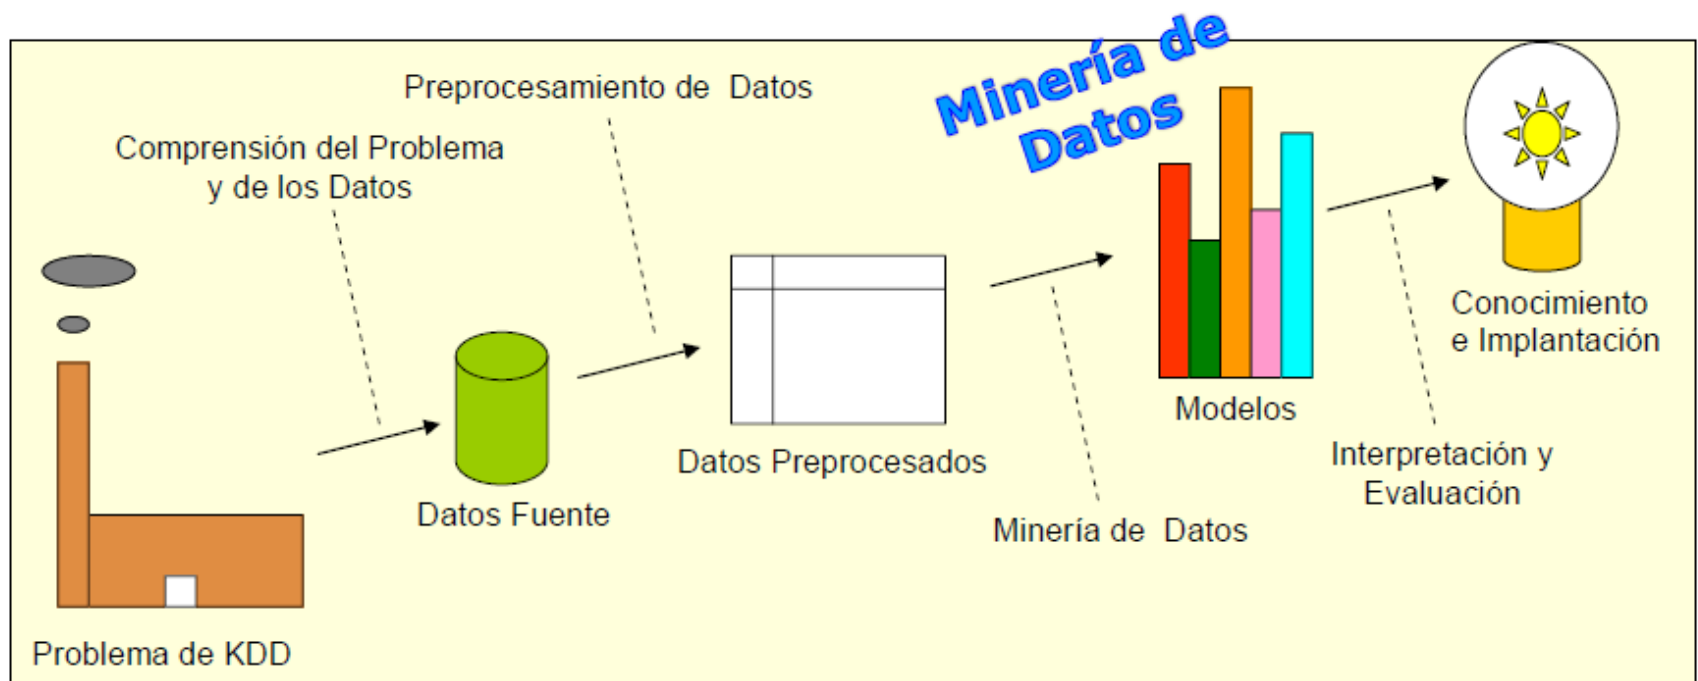 Minería de
Datos
Preprocesamiento de Datos
Comprensión del Problema
y de los Datos
Conocimiento
e Implantación
Modelos
Datos Preprocesados
Interpretación y
Evaluación
Datos Fuente
Minería de Datos
Problema de KDD